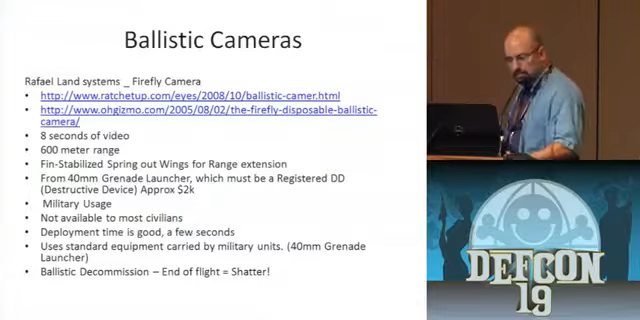 Ballistic Cameras
Rafael Land systems _ Firefly Camera
• http://www.ratchetup.com/eyes/2008/10/ballistic-camer.html
• http://www.ohgizmo.com/2005/08/02/the-firefly-disposable-ballistic-
camera/
• 8 seconds of video
• 600 meter range
• Fin-Stabilized Spring out Wings for Range extension
• From 40mm Grenade Launcher, which must be a Registered DD
(Destructive Device) Approx $2k
• Military Usage
• Not available to most civilians
• Deployment time is good, a few seconds
• Uses standard equipment carried by military units. (40mm Grenade
Launcher)
• Ballistic Decommission – End of flight = Shatter!
DEFCON
19